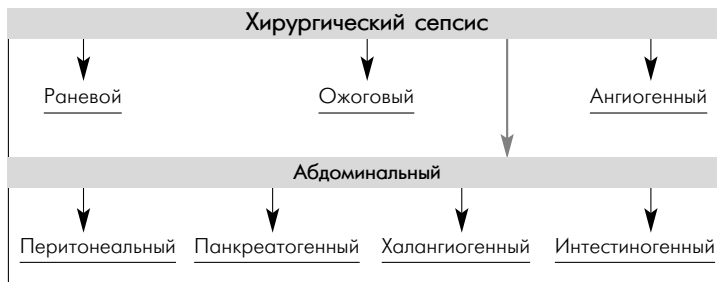 Хирургический сепсис
Раневой Ожоговый Ангиогенный
Абдоминальный
Перитонеальный Панкреатогенный Халангиогенный Интестиногенный